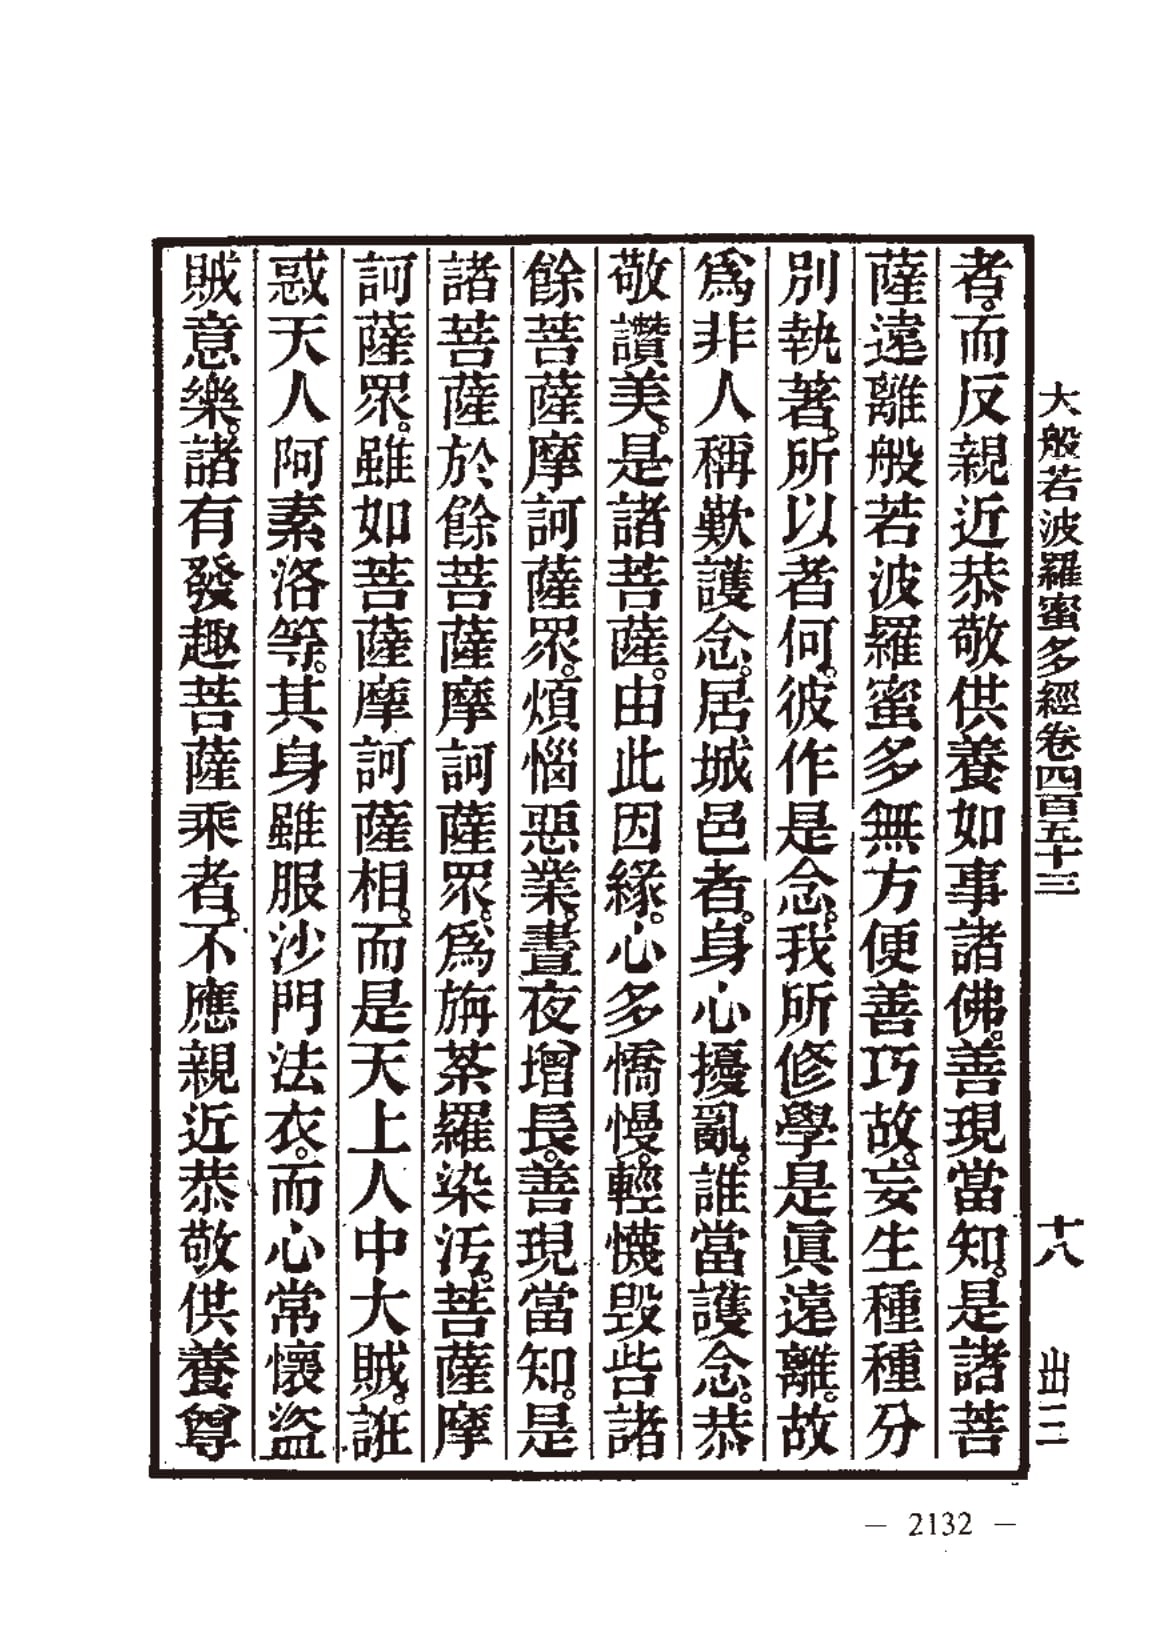 大般若波羅蜜多經卷四百五十三　十八　出三
者。而反親近恭敬供養如事諸佛。善現當知。是諸菩
薩遠離般若波羅蜜多無方便善巧故。妄生種種分
別執著。所以者何。彼作是念。我所修學是眞遠離。故
爲非人稱歎護念。居城邑者。身心擾亂。誰當護念。恭
敬讚美。是諸菩薩。由此因緣。心多憍慢。輕懱毀呰諸
餘菩薩摩訶薩眾。煩惱惡業。晝夜增長。善現當知。是
諸菩薩於餘菩薩摩訶薩眾。爲旃茶羅染汚。菩薩摩
訶薩眾。雖如菩薩摩訶薩相。而是天上人中大賊。誑
惑天人阿素洛等。其身雖服沙門法衣。而心常懷盜
賊意樂。諸有發趣菩薩乘者。不應親近恭敬供養尊
— 2132 —